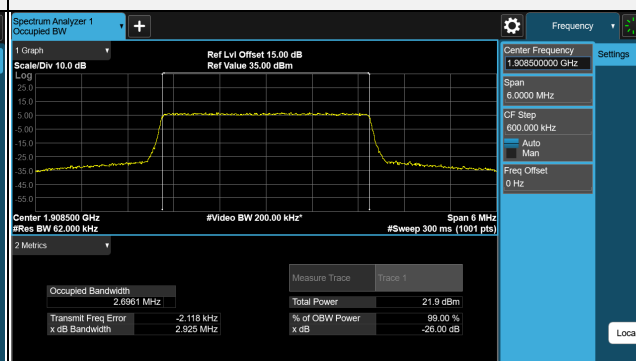 Spectrum Analyzer 1
Occupied BW
Frequency
1 Graph
Scale/Div 10.0 dB
Ref Lvl Offset 15.00 dB
Ref Value 35.00 dBm
Log
25.0
15.0
5.00
-5.00
-15.0
-25.0
-35.0
-45.0
-55.0
Center 1.908500 GHz
#Res BW 62.000 kHz
#Video BW 200.00 kHz*
Span 6 MHz
#Sweep 300 ms (1001 pts)
2 Metrics
Measure Trace
Trace 1
Occupied Bandwidth
2.6961 MHz
Total Power
21.9 dBm
Transmit Freq Error
-2.118 kHz
% of OBW Power
99.00 %
x dB Bandwidth
2.925 MHz
x dB
-26.00 dB
Center Frequency
1.908500000 GHz
Settings
Span
6.0000 MHz
CF Step
600.000 kHz
Auto
Man
Freq Offset
0 Hz
Loca